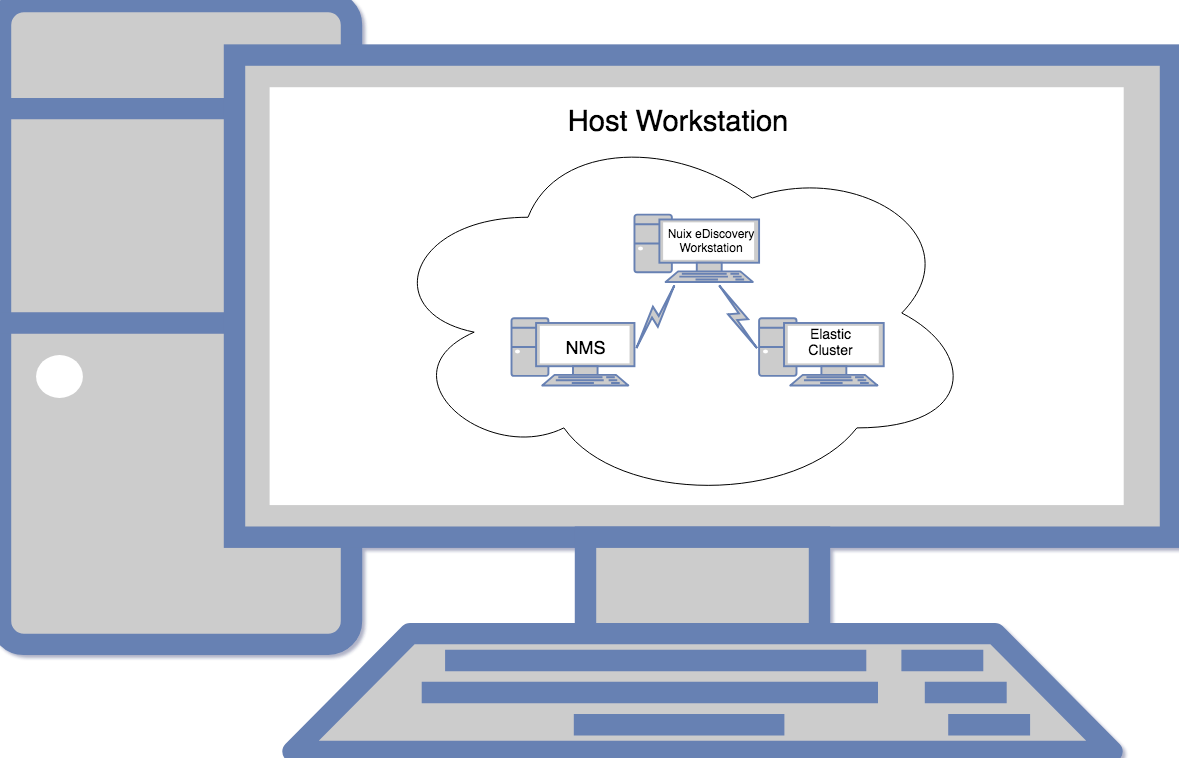 Host Workstation
Nuix eDiscovery
Workstation
NMS
Elastic
Cluster